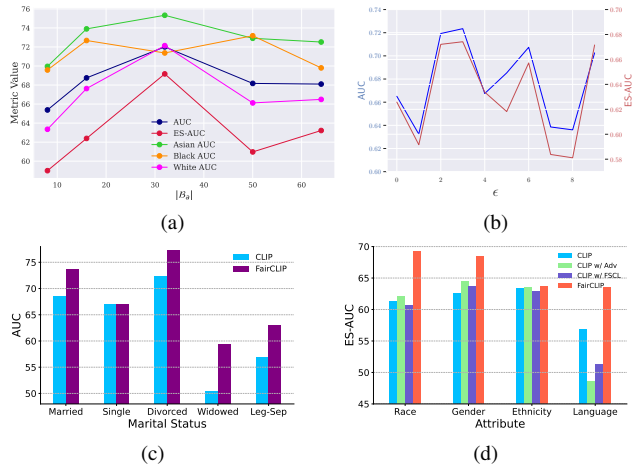 (a)
76
74
72
70
68
66
64
62
60
Metric Value
AUC
ES-AUC
Asian AUC
Black AUC
White AUC
10 20 30 40 50 60
|𝓑ₐ|
(b)
0.74
0.72
0.70
0.68
0.66
0.64
0.62
0.60
AUC
0.70
0.68
0.66
0.64
0.62
0.60
0.58
0.56
ES-AUC
0 2 4 6 8
ϵ
75
70
65
60
55
50
AUC
CLIP
FairCLIP
Married Single Divorced Widowed Leg-Sep
Marital Status
(c)
70
65
60
55
50
45
ES-AUC
CLIP
CLIP w/ Adv
CLIP w/ FSCL
FairCLIP
Race Gender Ethnicity Language
Attribute
(d)